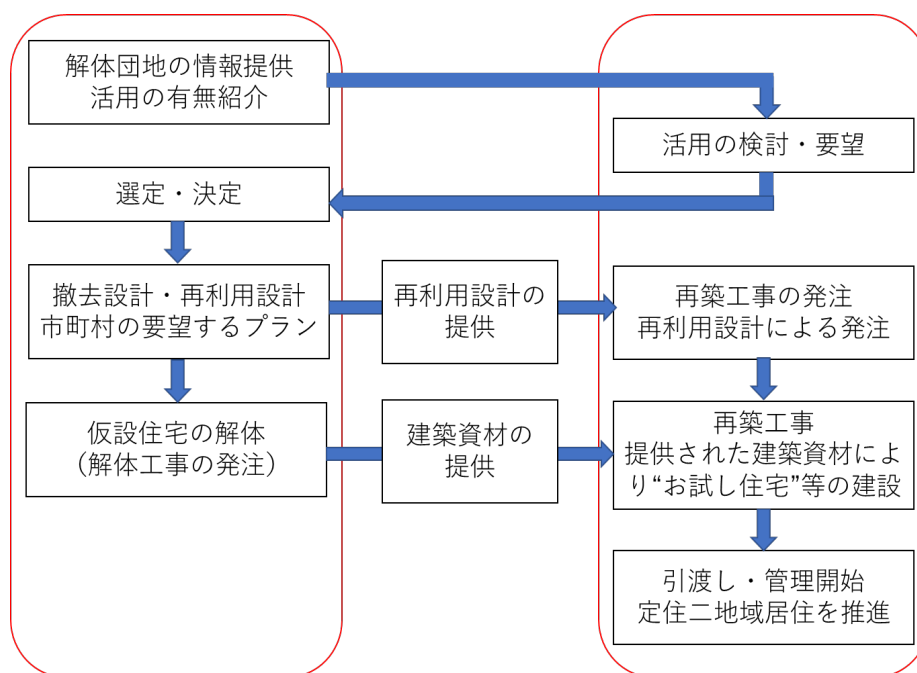 解体団地の情報提供
活用の有無紹介
活用の検討・要望
選定・決定
撤去設計・再利用設計
市町村の要望するプラン
再利用設計の
提供
再築工事の発注
再利用設計による発注
仮設住宅の解体
（解体工事の発注）
建築資材の
提供
再築工事
提供された建築資材によ
り“お試し住宅”等の建設
引渡し・管理開始
定住二地域居住を推進